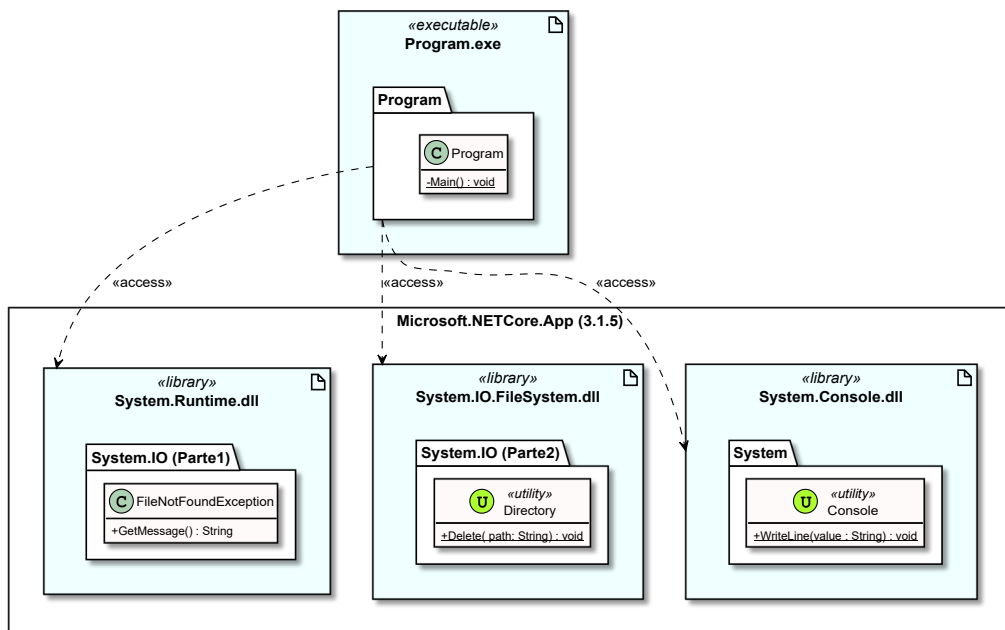 «executable»
Program.exe
Program
C Program
-Main() : void
«access»
«access»
«access»
Microsoft.NETCore.App (3.1.5)
«library»
System.Runtime.dll
System.IO (Parte1)
C FileNotFoundException
+GetMessage() : String
«library»
System.IO.FileSystem.dll
System.IO (Parte2)
«utility»
U Directory
+Delete( path: String) : void
«library»
System.Console.dll
System
«utility»
U Console
+WriteLine(value : String) : void